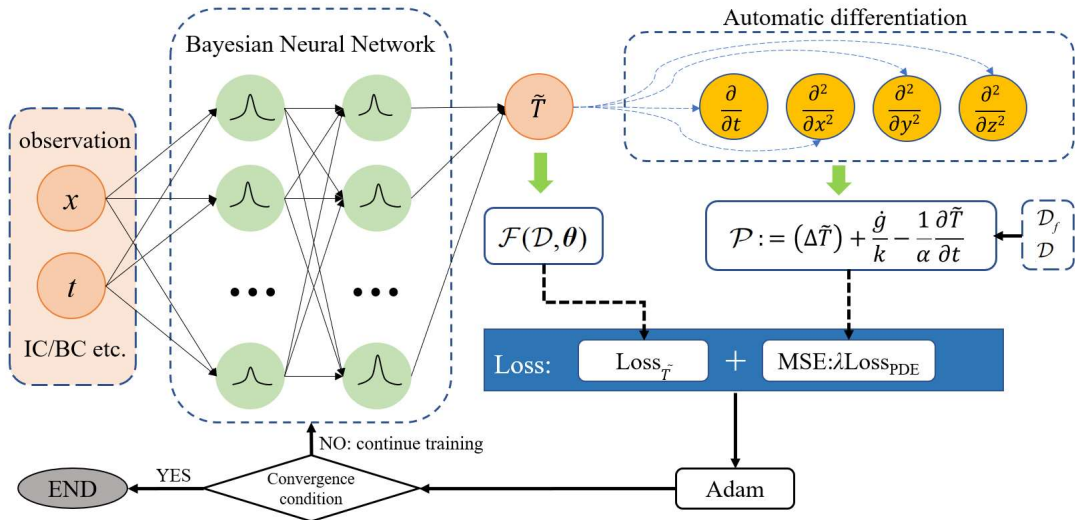 Automatic differentiation
Bayesian Neural Network
observation
x
t
IC/BC etc.
• • •
• • •
T̃
∂/∂t
∂²/∂x²
∂²/∂y²
∂²/∂z²
ℱ(𝒟,𝜽)
𝒫 := (ΔT̃) + ġ/k − 1/α ∂T̃/∂t
𝒟_f
𝒟
Loss:
Loss_T̃
+
MSE:λLoss_PDE
NO: continue training
YES
END
Convergence
condition
Adam